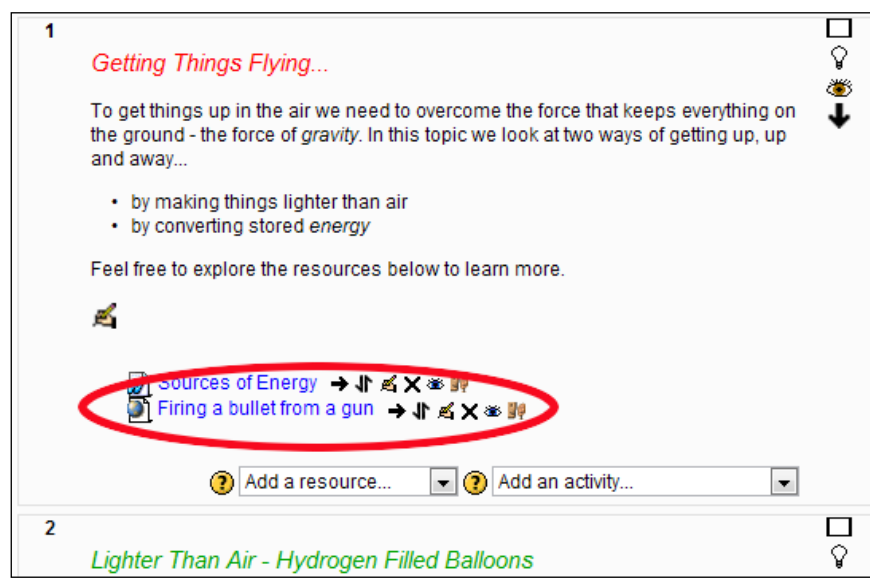 1
Getting Things Flying...
To get things up in the air we need to overcome the force that keeps everything on
the ground - the force of gravity. In this topic we look at two ways of getting up, up
and away...
• by making things lighter than air
• by converting stored energy
Feel free to explore the resources below to learn more.
Sources of Energy
Firing a bullet from a gun
Add a resource... Add an activity...
2
Lighter Than Air - Hydrogen Filled Balloons